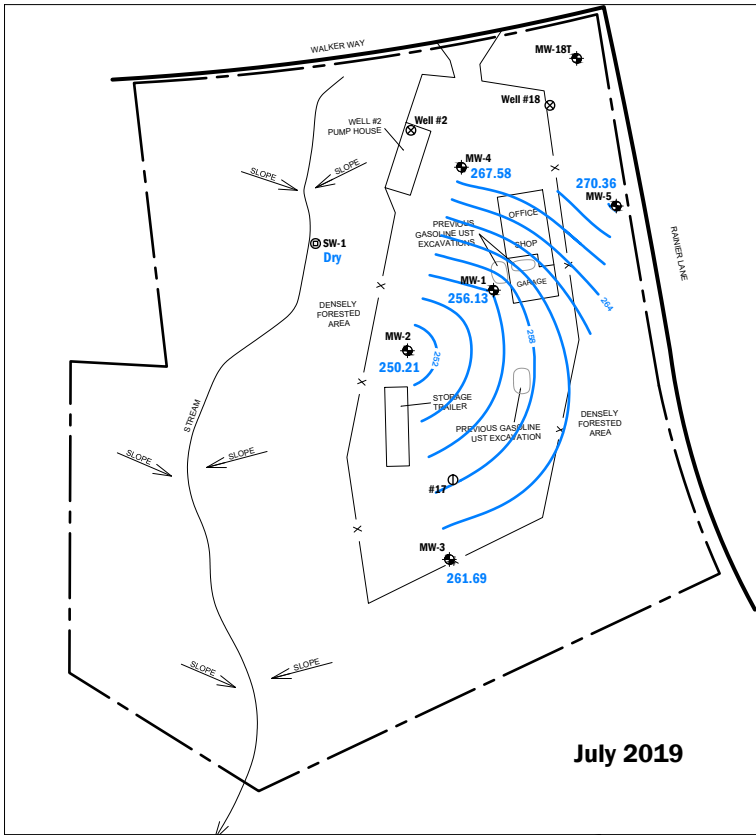 WALKER WAY
MW-18T
Well #18
Well #2
WELL #2
PUMP HOUSE
MW-4
267.58
SLOPE
SLOPE
270.36
MW-5
OFFICE
PREVIOUS
GASOLINE UST
EXCAVATIONS
SHOP
RAINIER LANE
SW-1
Dry
X
X
GARAGE
MW-1
256.13
X
264
DENSELY
FORESTED
AREA
258
MW-2
250.21
252
X
STORAGE
TRAILER
STREAM
DENSELY
FORESTED
AREA
PREVIOUS GASOLINE
UST EXCAVATION
X
SLOPE
SLOPE
#17
X
MW-3
261.69
SLOPE
SLOPE
July 2019